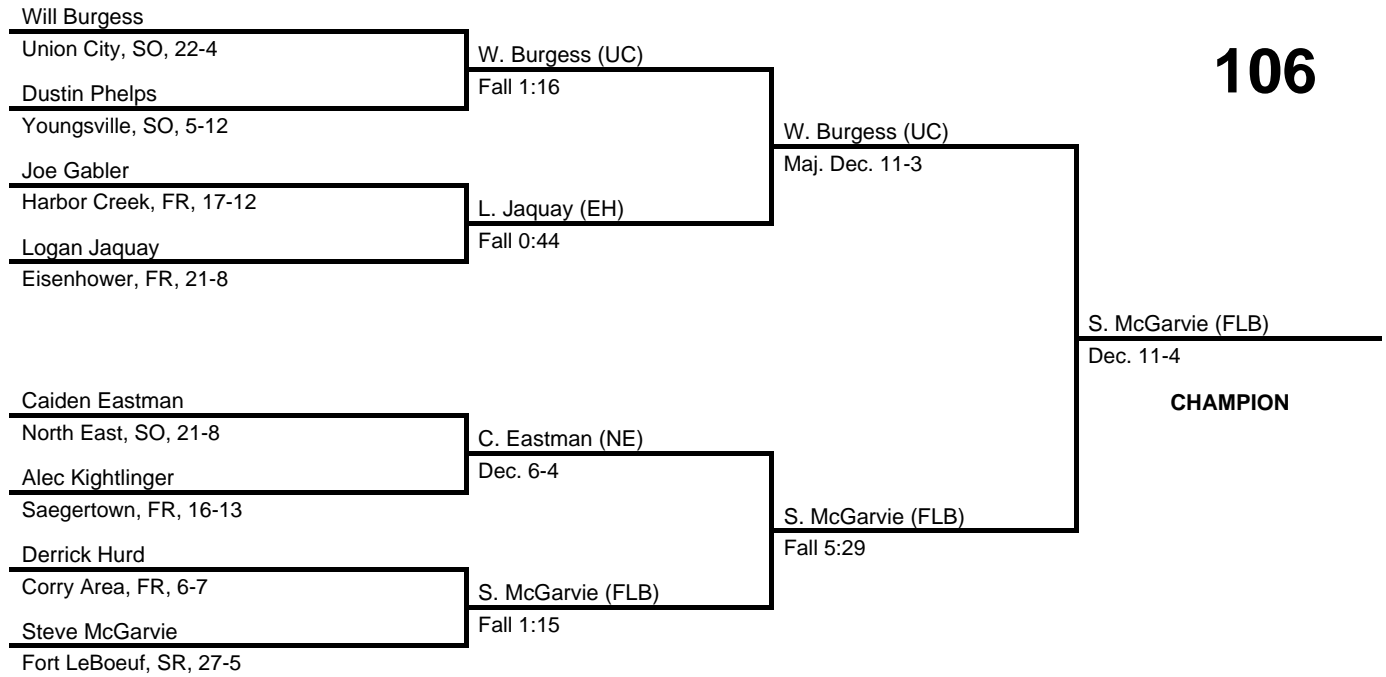 Will Burgess
Union City, SO, 22-4
W. Burgess (UC)
106
Fall 1:16
Dustin Phelps
Youngsville, SO, 5-12
W. Burgess (UC)
Maj. Dec. 11-3
Joe Gabler
Harbor Creek, FR, 17-12
L. Jaquay (EH)
Fall 0:44
Logan Jaquay
Eisenhower, FR, 21-8
S. McGarvie (FLB)
Dec. 11-4
CHAMPION
Caiden Eastman
North East, SO, 21-8
C. Eastman (NE)
Dec. 6-4
Alec Kightlinger
Saegertown, FR, 16-13
S. McGarvie (FLB)
Fall 5:29
Derrick Hurd
Corry Area, FR, 6-7
S. McGarvie (FLB)
Fall 1:15
Steve McGarvie
Fort LeBoeuf, SR, 27-5